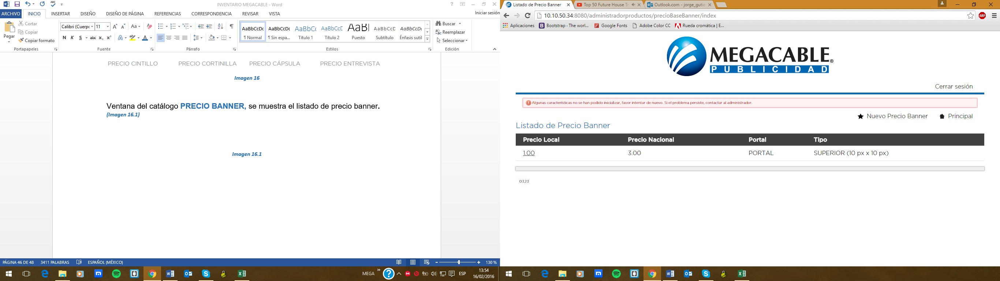 INVENTARIO MEGACABLE - Word
ARCHIVO INICIO INSERTAR DISEÑO DISEÑO DE PÁGINA REFERENCIAS CORRESPONDENCIA REVISAR VISTA Iniciar sesión
Pegar
Cortar
Copiar
Copiar formato
Portapapeles
Calibri (Cuerpo 11
Fuente
Párrafo
AaBbCcDc AaBbCcDc AaBbCc AaBbCcD AaBb AaBbCcD AaBbCcDc
¶ Normal ¶ Sin espa... Título 1 Título 2 Puesto Subtítulo Énfasis sutil
Estilos
Buscar
Reemplazar
Seleccionar
Edición
PRECIO CINTILLO PRECIO CORTINILLA PRECIO CÁPSULA PRECIO ENTREVISTA
Imagen 16
Ventana del catálogo PRECIO BANNER, se muestra el listado de precio banner.
(Imagen 16.1)
Imagen 16.1
PÁGINA 46 DE 48 3411 PALABRAS ESPAÑOL (MÉXICO) 130 %
MEGA » ESP 13:54
16/02/2016
Listado de Precio Banner Top 50 Future House Tr Outlook.com - jorge_gutie
10.10.50.34:8080/administradorproductos/precioBaseBanner/index
ABP
Aplicaciones Bootstrap · The worl... Google Fonts Adobe Color CC Rueda cromática | E...
MEGACABLE®
PUBLICIDAD
Cerrar sesión
Algunas características no se han podido inicializar, favor intentar de nuevo. Si el problema persiste, contactar al administrador.
Nuevo Precio Banner Principal
Listado de Precio Banner
Precio Local Precio Nacional Portal Tipo
1.00 3.00 PORTAL SUPERIOR (10 px x 10 px)
0.1.23